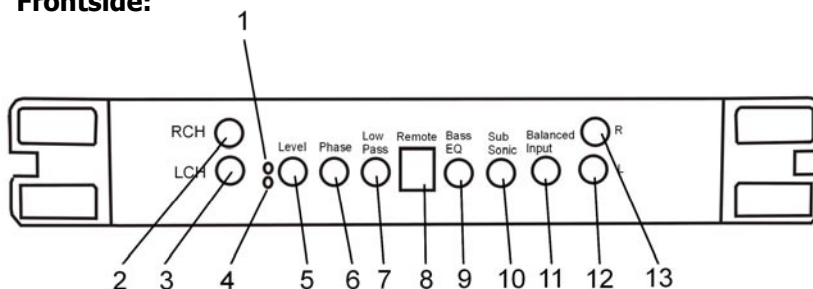 Frontside:
1
RCH
LCH
Level
Phase
Low
Pass
Remote
Bass
EQ
Sub
Sonic
Balanced
Input
R
L
2 3 4 5 6 7 8 9 10 11 12 13